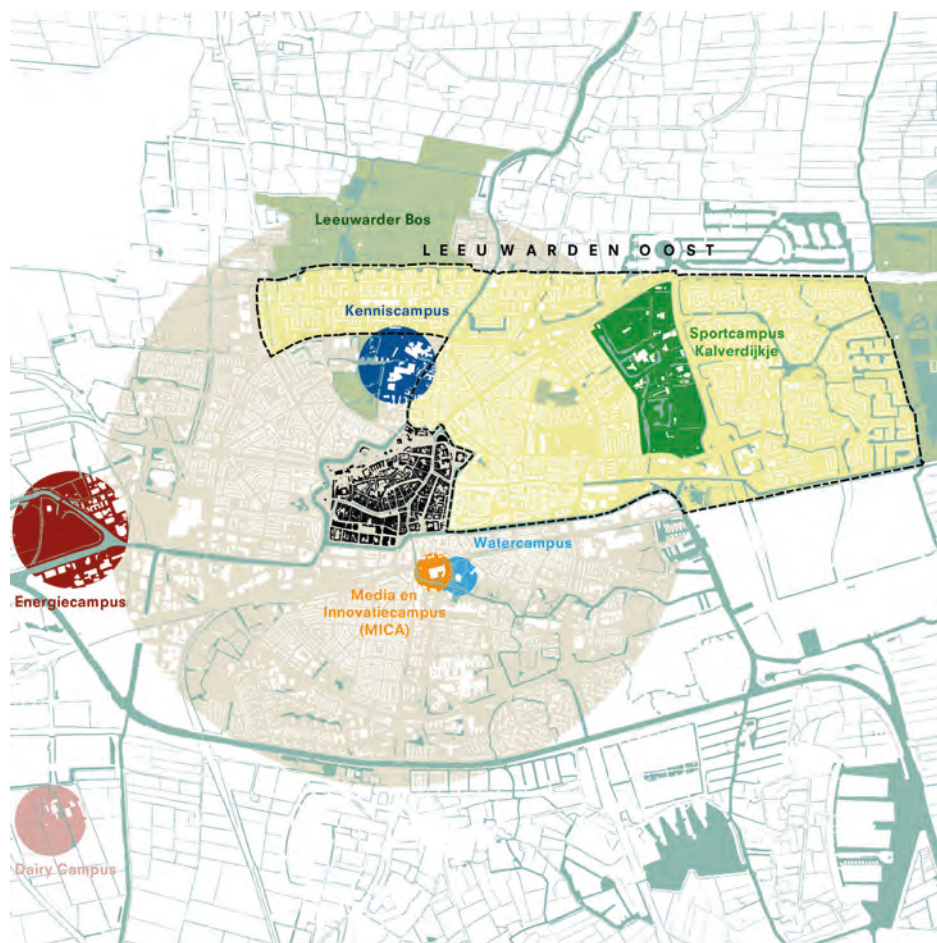 Leeuwarder Bos
LEEUWARDEN OOST
Kenniscampus
Sportcampus
Kalverdijkje
Watercampus
Energiecampus
Media en
Innovatiecampus
(MICA)
Dairy Campus